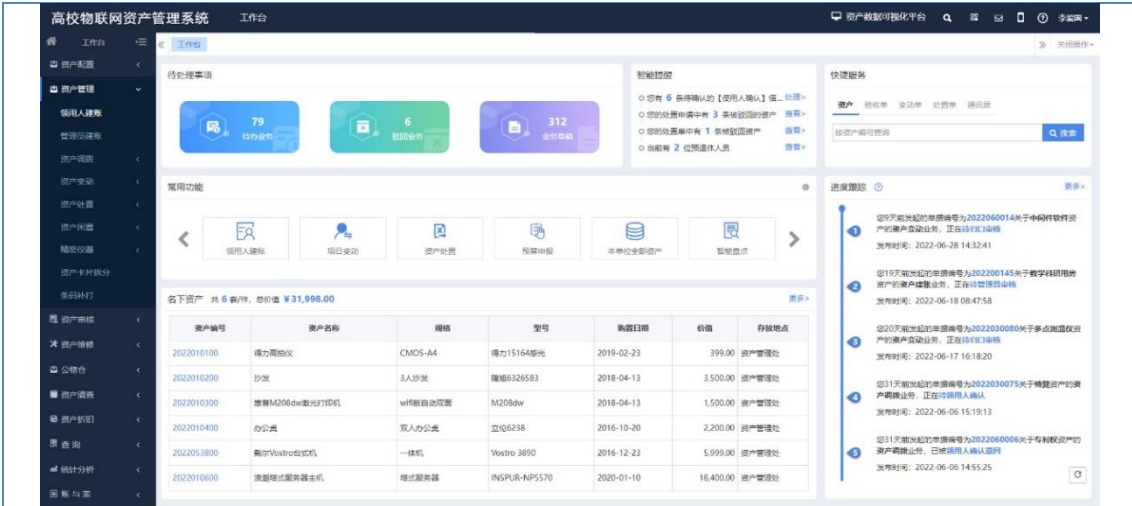 高校物联网资产管理系统
工作台
资产数据可视化平台
李爱国
工作台
资产配置
资产管理
领用人建账
管理员建账
资产调拨
资产变动
资产处置
资产闲置
精密仪器
资产卡片拆分
条码补打
资产审核
资产维修
公物仓
资产清查
资产折旧
查询
统计分析
工作台
关闭操作
待处理事项
79
待办业务
6
驳回业务
312
业务草稿
智能提醒
您有 6 条待确认的【使用人确认】信... 处理>
您的处置申请中有 3 条被驳回的资产 查看>
您的处置单中有 1 条被驳回资产 查看>
当前有 2 位预退休人员 查看>
快捷服务
资产 验收单 变动单 处置单 通讯录
按资产编号查询
搜索
常用功能
领用人建账
项目变动
资产处置
预算申报
本单位全部资产
智能盘点
名下资产 共 6 套/件，总价值 ￥31,998.00 更多>
资产编号 资产名称 规格 型号 购置日期 价值 存放地点
2022010100 得力高拍仪 CMOS-A4 得力15164感光 2019-02-23 399.00 资产管理处
2022010200 沙发 3人沙发 隆旭6326583 2018-04-13 3,500.00 资产管理处
2022010300 惠普M208dw激光打印机 wifi版自动双面 M208dw 2018-04-13 1,500.00 资产管理处
2022010400 办公桌 双人办公桌 立伦6238 2016-10-20 2,200.00 资产管理处
2022053800 戴尔Vostro台式机 一体机 Vostro 3890 2016-12-23 5,999.00 资产管理处
2022010600 浪潮塔式服务器主机 塔式服务器 INSPUR-NP5570 2020-01-10 18,400.00 资产管理处
进度跟踪 更多>
1
您9天前发起的单据编号为2022060014关于中间件软件资
产的资产变动业务，正在待归口审核
发布时间：2022-06-28 14:32:41
2
您19天前发起的单据编号为202200145关于教学科研用房
资产的资产建账业务，正在待管理员审核
发布时间：2022-06-18 08:47:58
3
您20天前发起的单据编号为2022030080关于多点测温仪资
产的资产变动业务，正在待归口审核
发布时间：2022-06-17 16:18:20
4
您31天前发起的单据编号为2022030075关于椅凳资产的资
产调拨业务，正在待领用人确认
发布时间：2022-06-06 15:19:13
5
您31天前发起的单据编号为2022060006关于专利权资产的
资产调拨业务，已被领用人确认退回
发布时间：2022-06-06 14:55:25